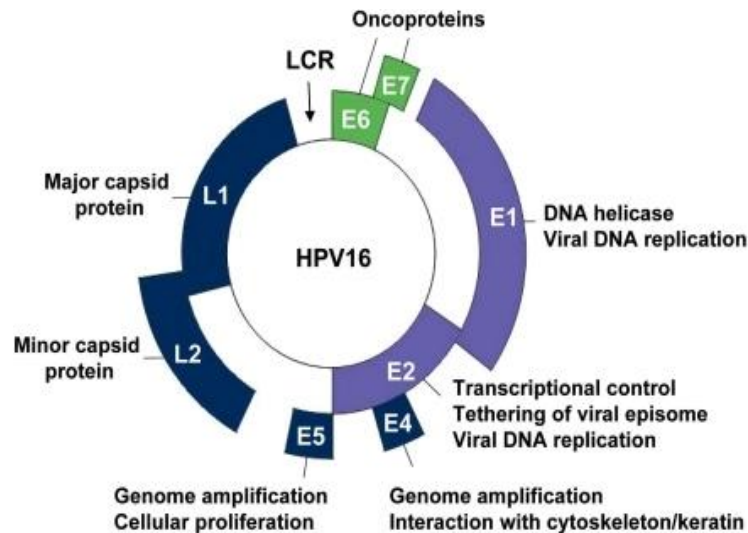 Oncoproteins
LCR
E7
E6
L1
Major capsid
protein
E1
DNA helicase
Viral DNA replication
HPV16
Minor capsid
protein
L2
E2
Transcriptional control
Tethering of viral episome
Viral DNA replication
E4
E5
Genome amplification
Cellular proliferation
Genome amplification
Interaction with cytoskeleton/keratin